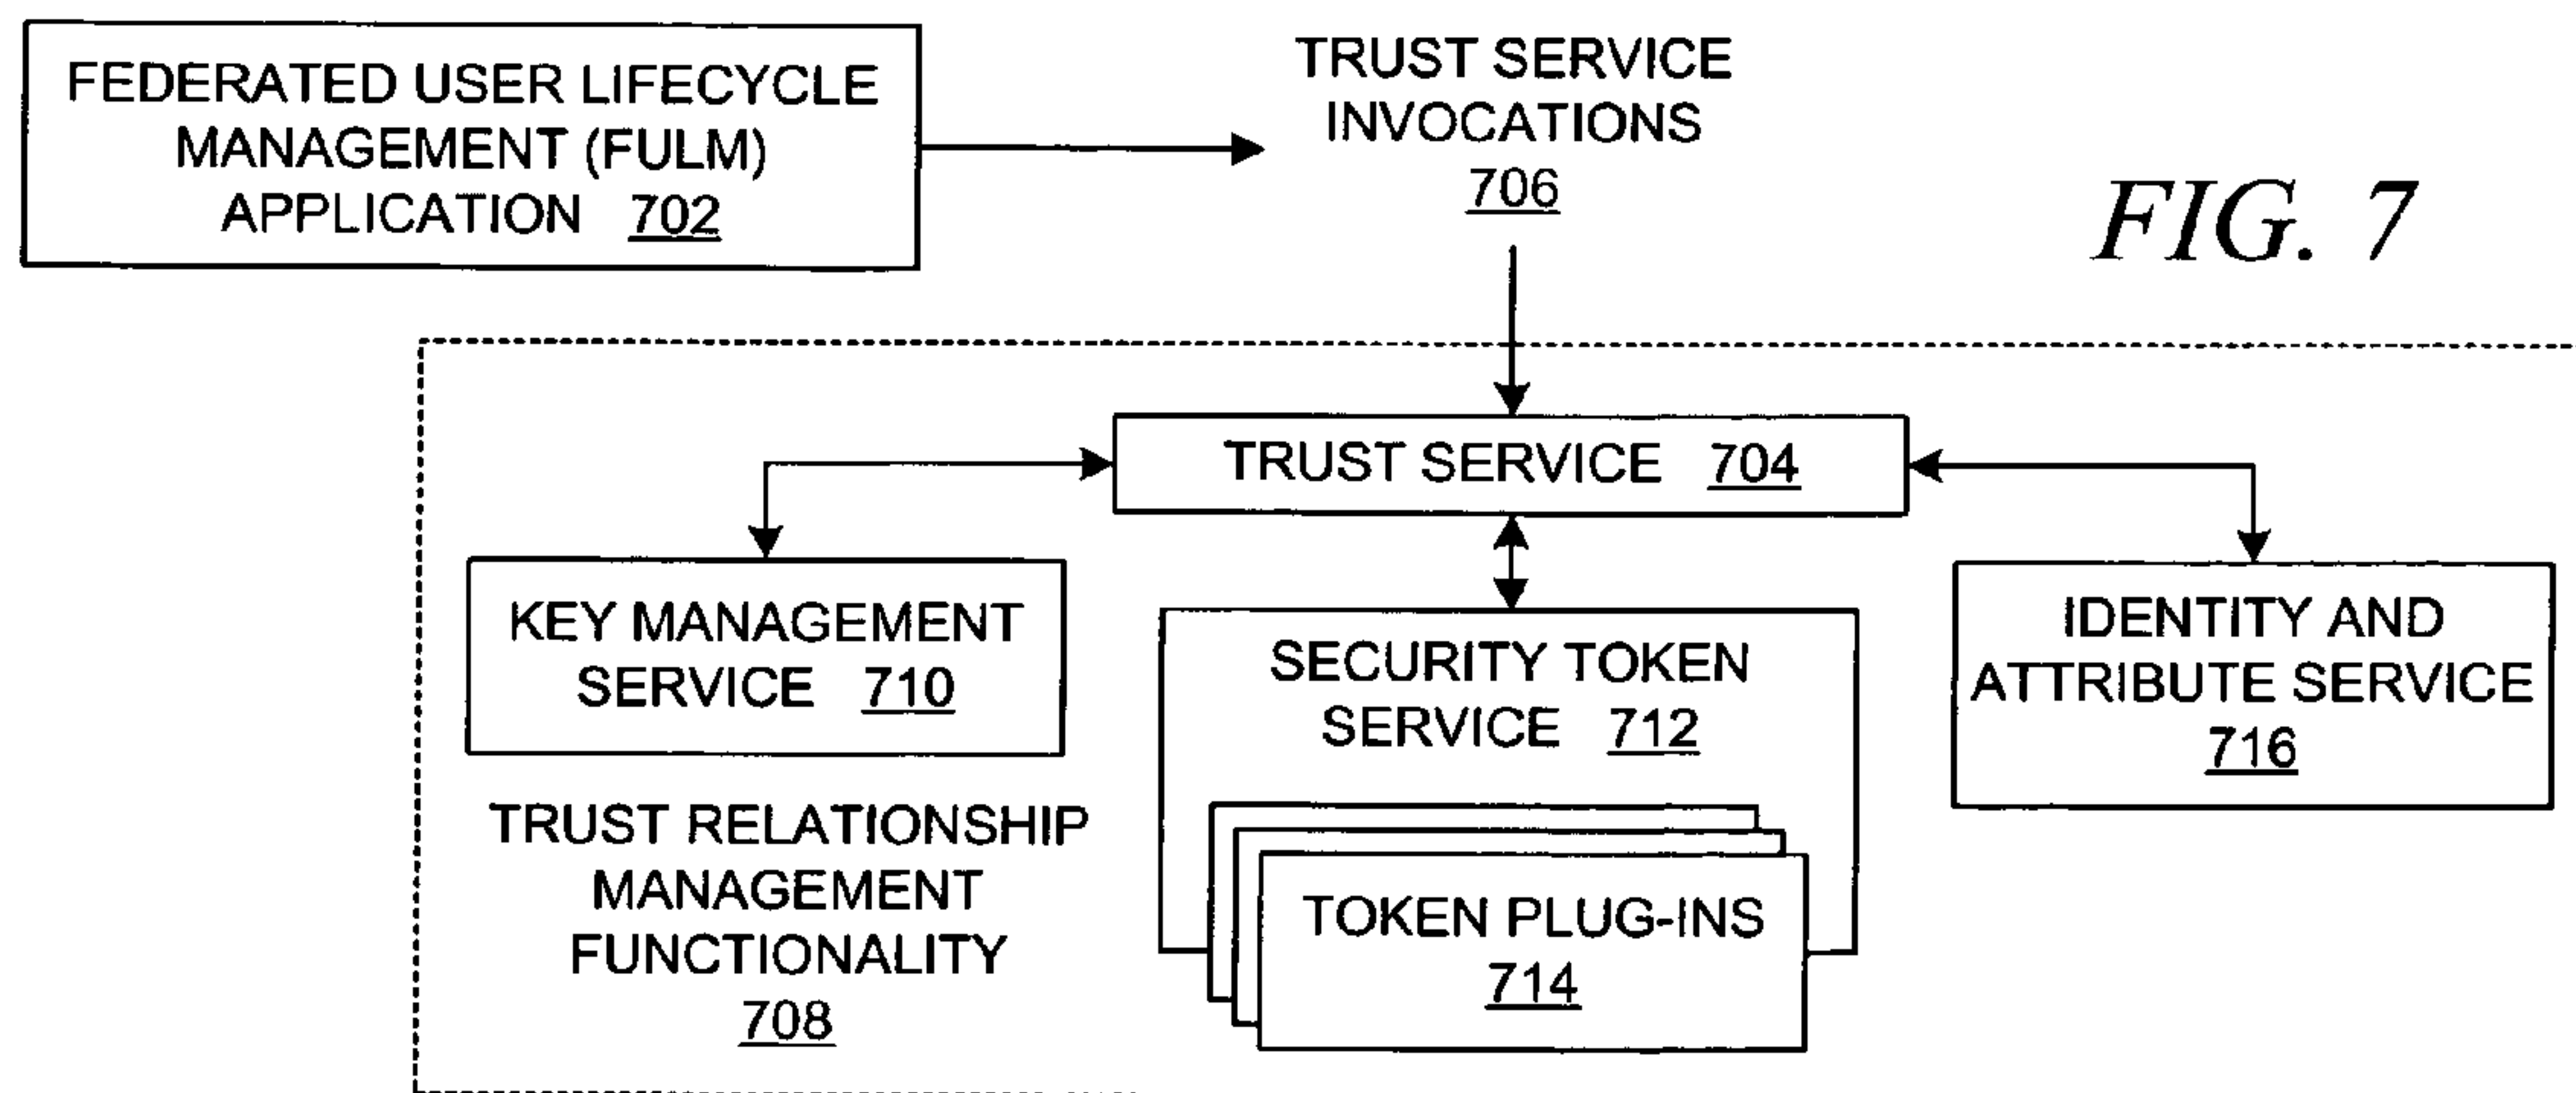 FEDERATED USER LIFECYCLE
MANAGEMENT (FULM)
APPLICATION 702
TRUST SERVICE
INVOCATIONS
706
FIG. 7
TRUST SERVICE 704
KEY MANAGEMENT
SERVICE 710
SECURITY TOKEN
SERVICE 712
IDENTITY AND
ATTRIBUTE SERVICE
716
TRUST RELATIONSHIP
MANAGEMENT
FUNCTIONALITY
708
TOKEN PLUG-INS
714